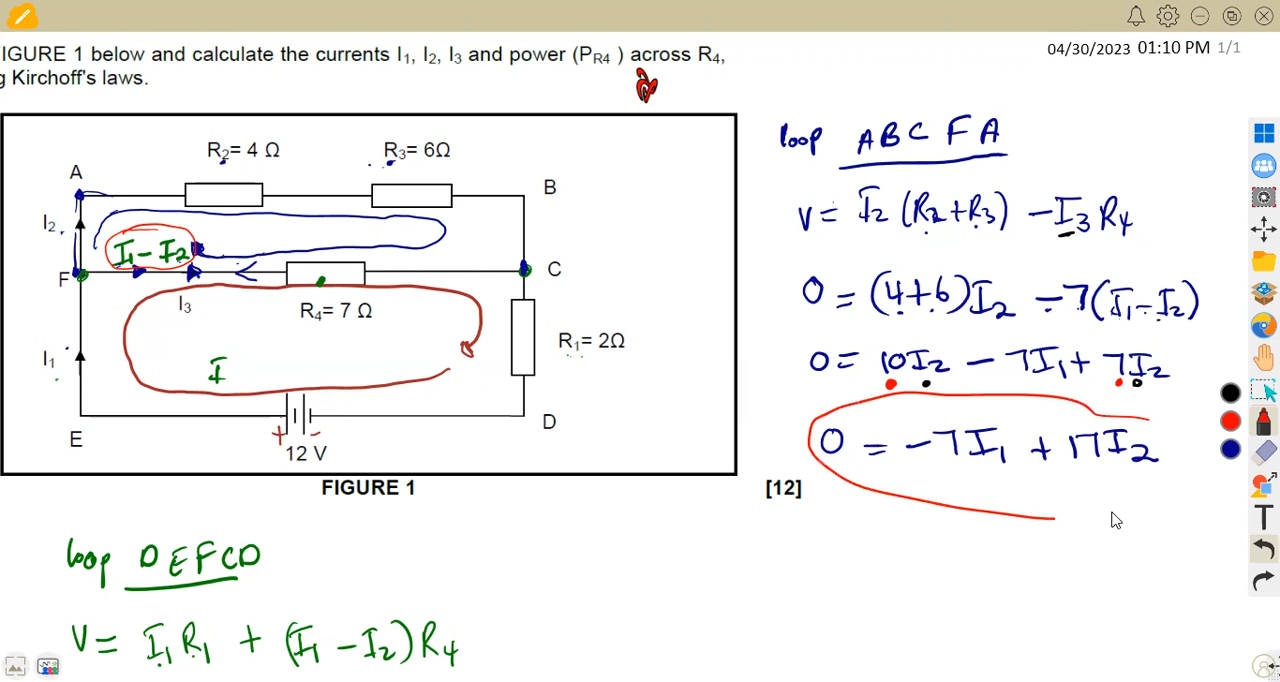 04/30/2023 01:10 PM 1/1
FIGURE 1 below and calculate the currents I1, I2, I3 and power (PR4 ) across R4,
g Kirchoff's laws.
R2= 4 Ω
R3= 6Ω
A
B
I2
I1 - I2
F
C
I3
R4= 7 Ω
R1= 2Ω
I1
I
E
D
+ -
12 V
FIGURE 1
[12]
loop ABCFA
V = I2 (R2+R3) - I3 R4
0 = (4+6)I2 - 7(I1 - I2)
0 = 10I2 - 7I1 + 7I2
0 = -7I1 + 17I2
loop DEFCD
V = I1 R1 + (I1 - I2) R4
T